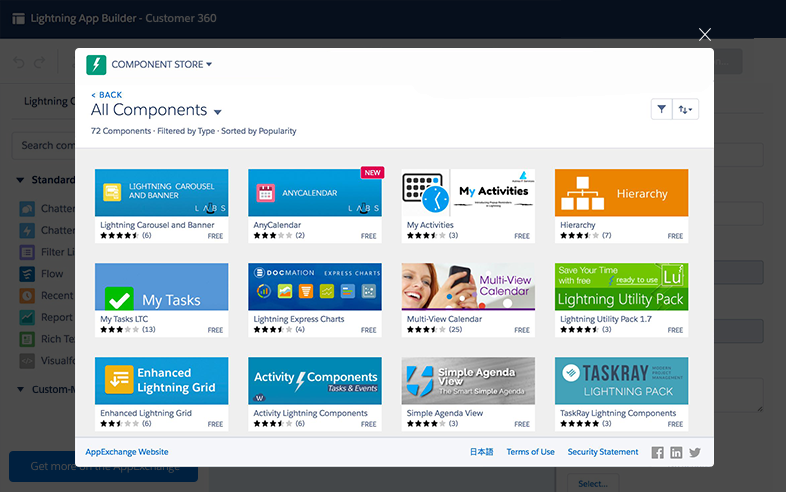 Lightning App Builder - Customer 360
COMPONENT STORE
< BACK
All Components
72 Components · Filtered by Type · Sorted by Popularity
Lightning C
Search com
Standard
Chatte
Chatte
Filter Li
Flow
Recent
Report
Rich Te
Visualfo
Custom-M
Get more on the AppExchange
LIGHTNING CAROUSEL
AND BANNER
LABS
Lightning Carousel and Banner
(6) FREE
NEW
ANYCALENDAR
LABS
AnyCalendar
(2) FREE
My Activities
My Activities
(3) FREE
Hierarchy
Hierarchy
(7) FREE
My Tasks
My Tasks LTC
(13) FREE
DOCMATION EXPRESS CHARTS
Lightning Express Charts
(4) FREE
Multi-View
Calendar
Multi-View Calendar
(25) FREE
Save Your Time
with free
ready to use
Lu
Lightning Utility Pack
Lightning Utility Pack 1.7
(3) FREE
Enhanced
Lightning Grid
Enhanced Lightning Grid
(6) FREE
Activity Components
Tasks & Events
W
Activity Lightning Components
(6) FREE
Simple Agenda
View
The Smart Simple Agenda
Simple Agenda View
(3) FREE
TASKRAY
MODERN
PROJECT
MANAGEMENT
LIGHTNING PACK
TaskRay Lightning Components
(3) FREE
AppExchange Website
日本語
Terms of Use
Security Statement
Select...